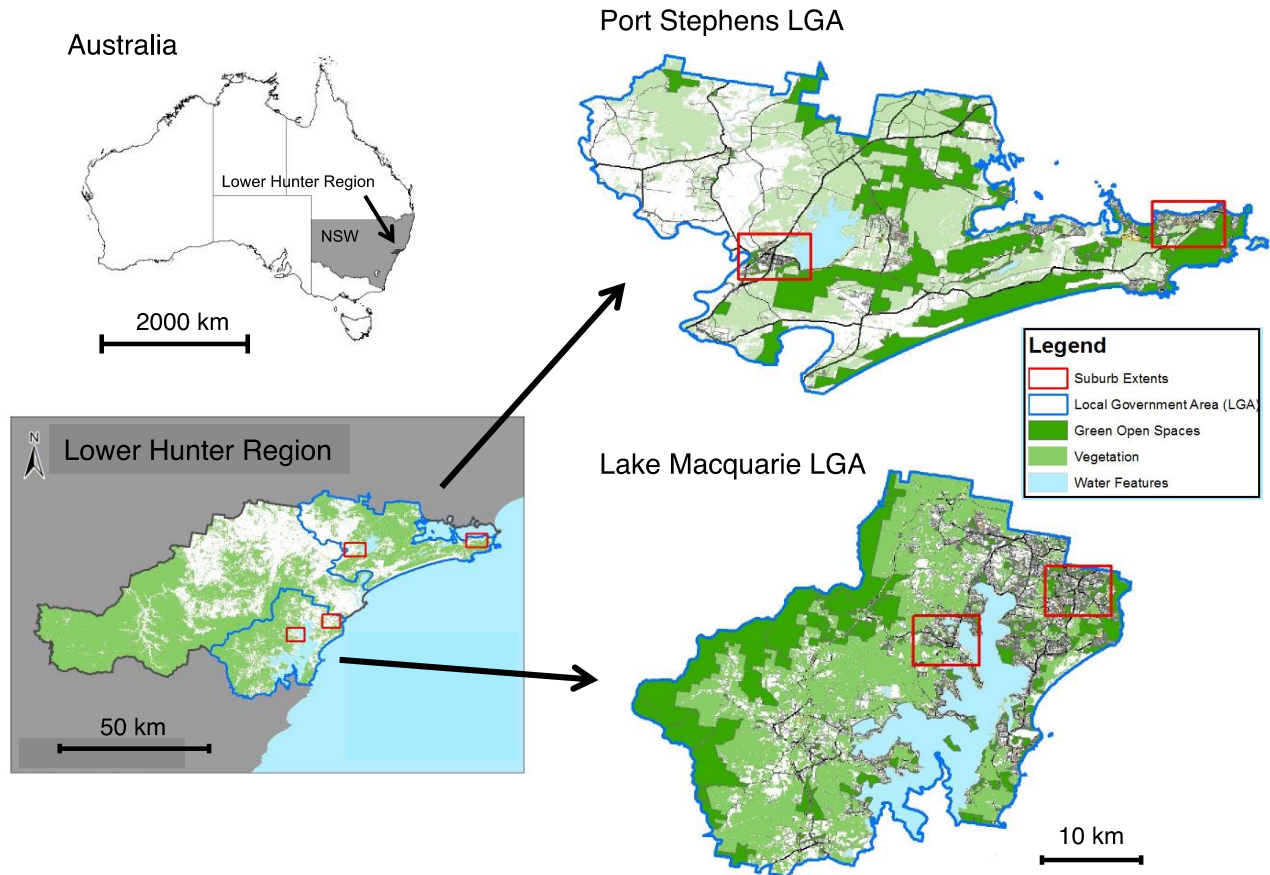 Australia
Lower Hunter Region
NSW
2000 km
Port Stephens LGA
Legend
Suburb Extents
Local Government Area (LGA)
Green Open Spaces
Vegetation
Water Features
N
Lower Hunter Region
50 km
Lake Macquarie LGA
10 km